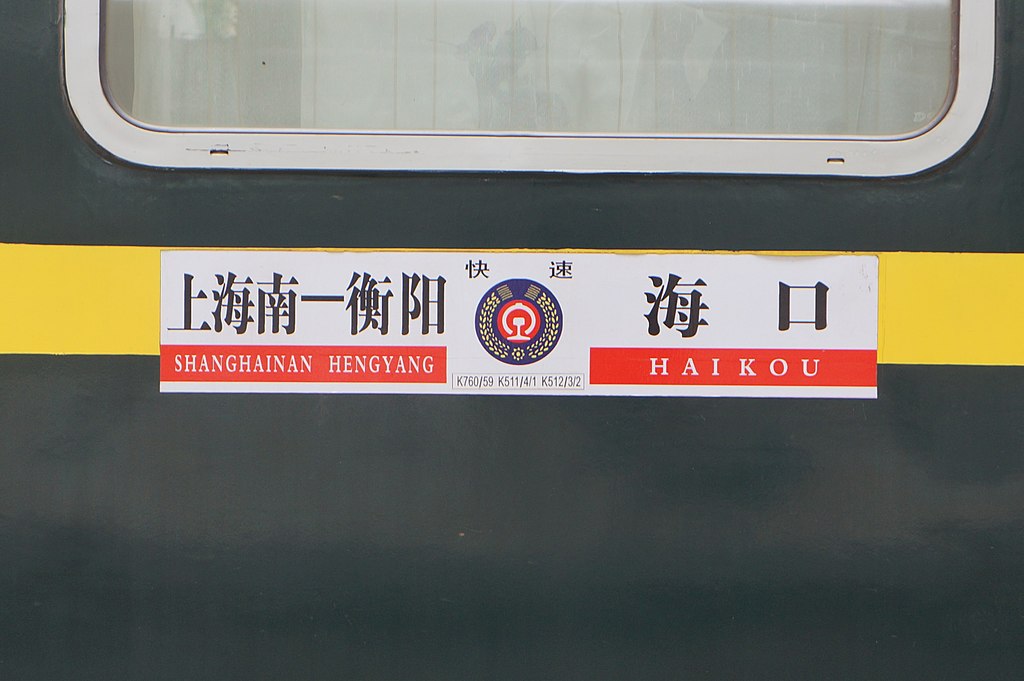 快 速
上海南一衡阳
海 口
SHANGHAINAN HENGYANG
HAIKOU
K760/59 K511/4/1 K512/3/2